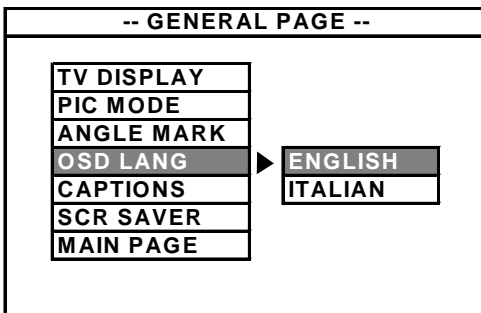 -- GENERAL PAGE --
TV DISPLAY
PIC MODE
ANGLE MARK
OSD LANG ENGLISH
CAPTIONS ITALIAN
SCR SAVER
MAIN PAGE